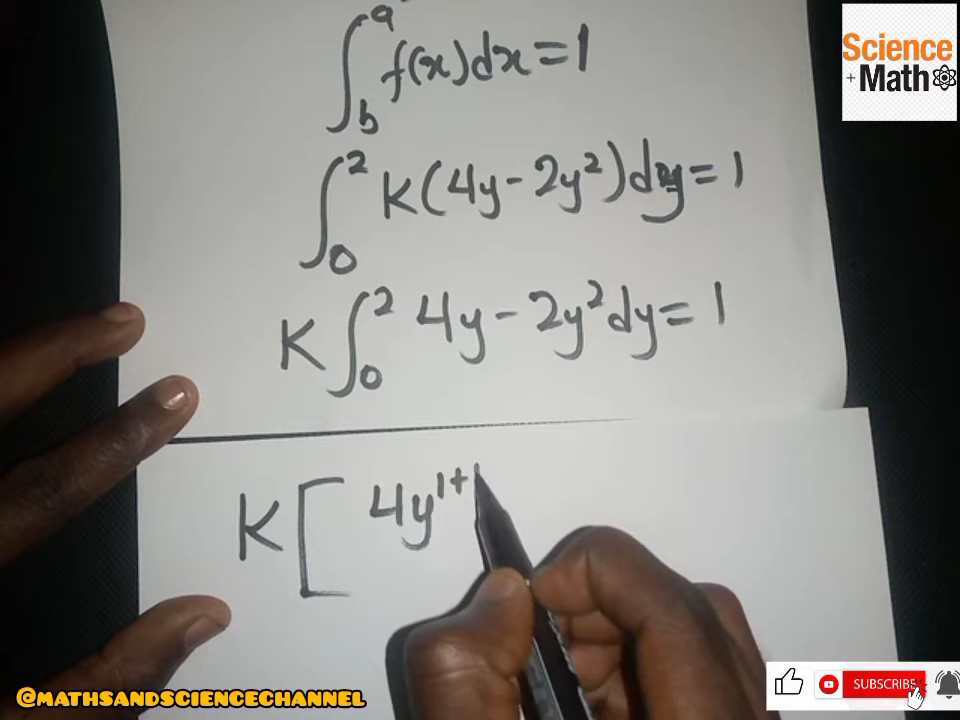 ∫_b^a f(x)dx = 1
∫_0^2 K(4y - 2y²)dy = 1
K ∫_0^2 4y - 2y² dy = 1
K [ 4y^1+1
Science
+Math
SUBSCRIBE
@MATHSANDSCIENCECHANNEL